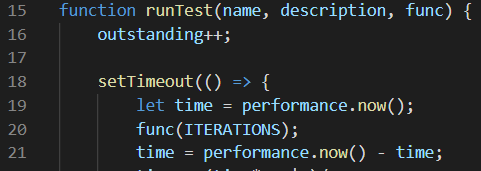 15 function runTest(name, description, func) {
16     outstanding++;
17
18     setTimeout(() => {
19         let time = performance.now();
20         func(ITERATIONS);
21         time = performance.now() - time;